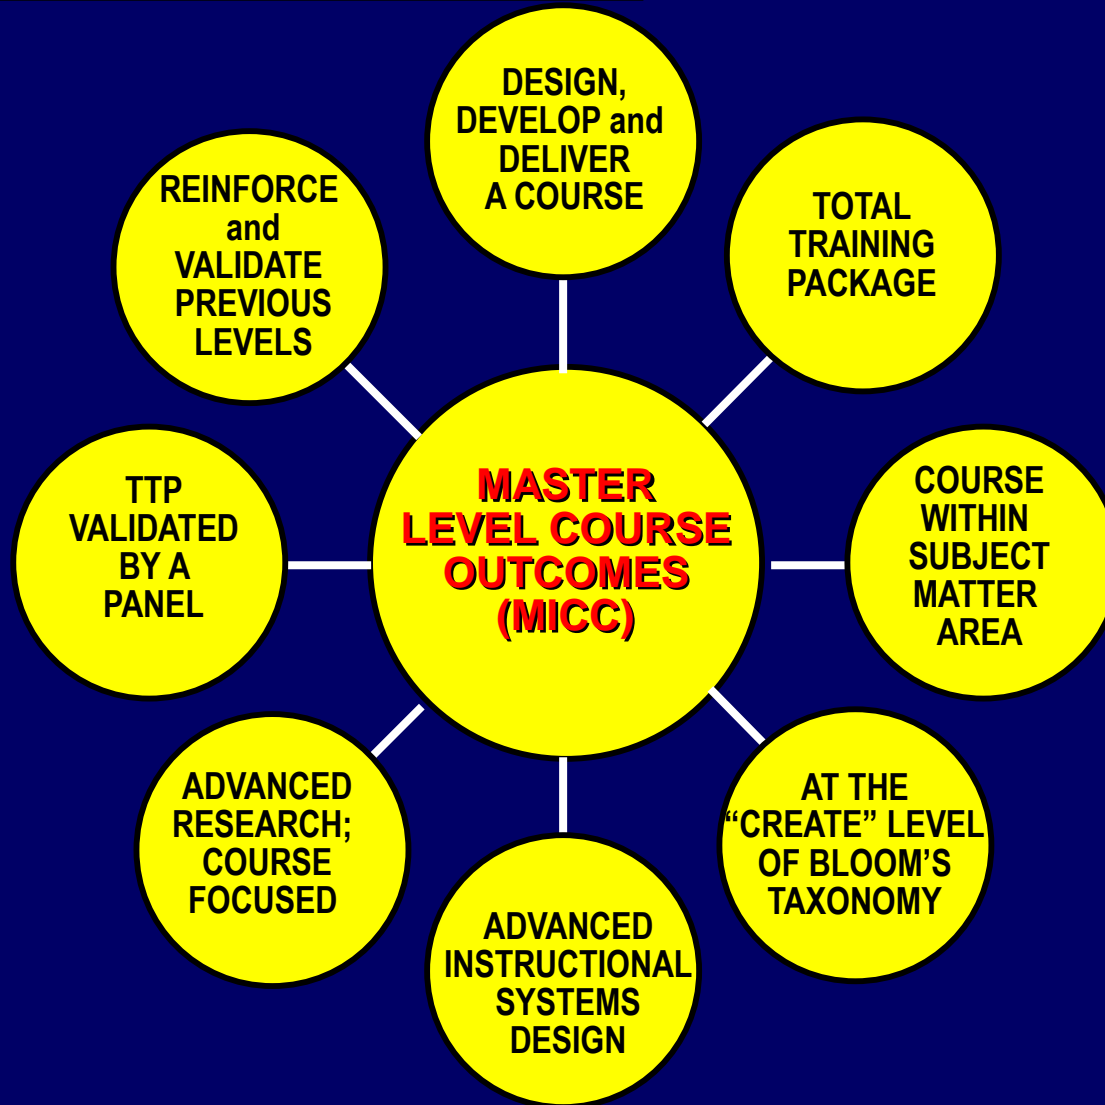 DESIGN,
DEVELOP and
DELIVER
A COURSE
TOTAL
TRAINING
PACKAGE
COURSE
WITHIN
SUBJECT
MATTER
AREA
AT THE
“CREATE” LEVEL
OF BLOOM’S
TAXONOMY
ADVANCED
INSTRUCTIONAL
SYSTEMS
DESIGN
ADVANCED
RESEARCH;
COURSE
FOCUSED
TTP
VALIDATED
BY A
PANEL
REINFORCE
and
VALIDATE
PREVIOUS
LEVELS
MASTER
LEVEL COURSE
OUTCOMES
(MICC)